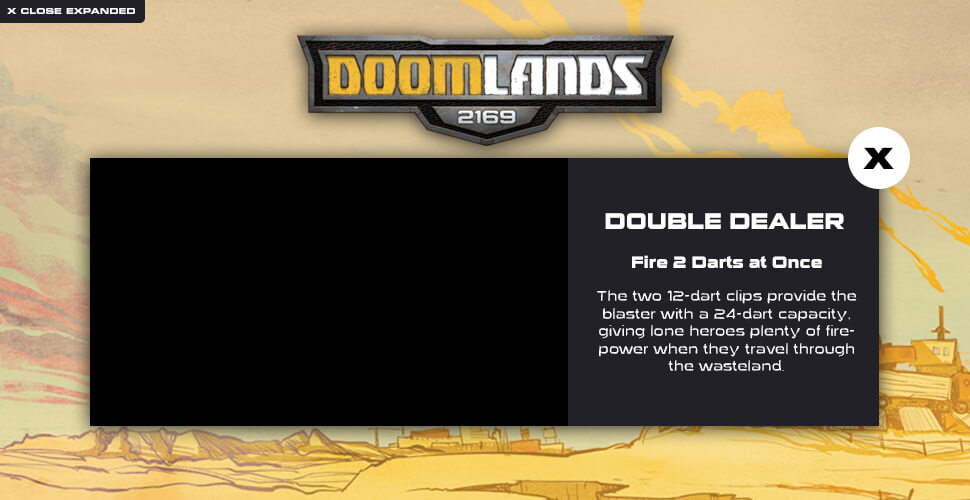 X CLOSE EXPANDED
DOOMLANDS
2169
X
DOUBLE DEALER
Fire 2 Darts at Once
The two 12-dart clips provide the
blaster with a 24-dart capacity,
giving lone heroes plenty of fire-
power when they travel through
the wasteland.